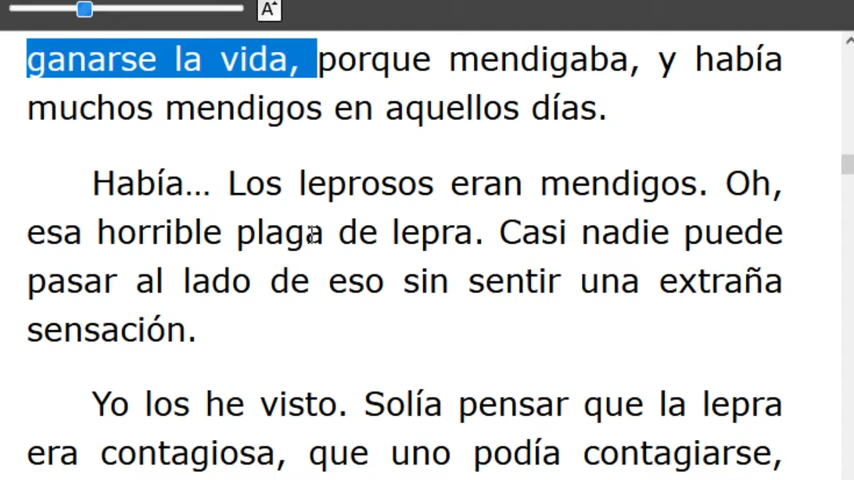 A
ganarse la vida, porque mendigaba, y había
muchos mendigos en aquellos días.
Había… Los leprosos eran mendigos. Oh,
esa horrible plaga de lepra. Casi nadie puede
pasar al lado de eso sin sentir una extraña
sensación.
Yo los he visto. Solía pensar que la lepra
era contagiosa, que uno podía contagiarse,